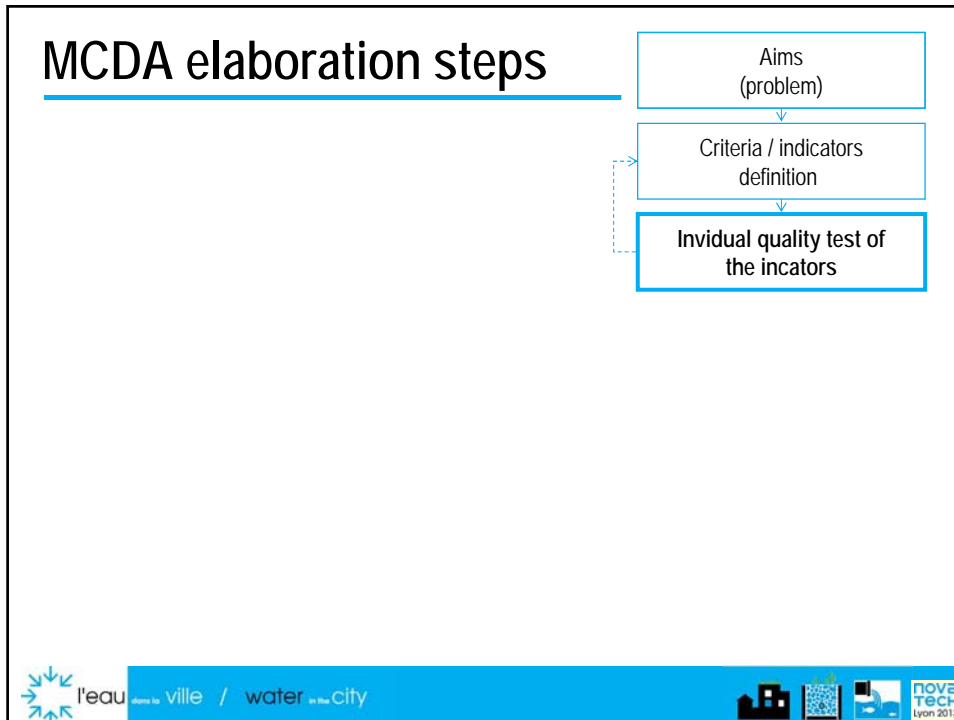 MCDA elaboration steps
Aims
(problem)
Criteria / indicators
definition
Invidual quality test of
the incators
l'eau dans la ville / water in the city
nova
TECH
Lyon 2013